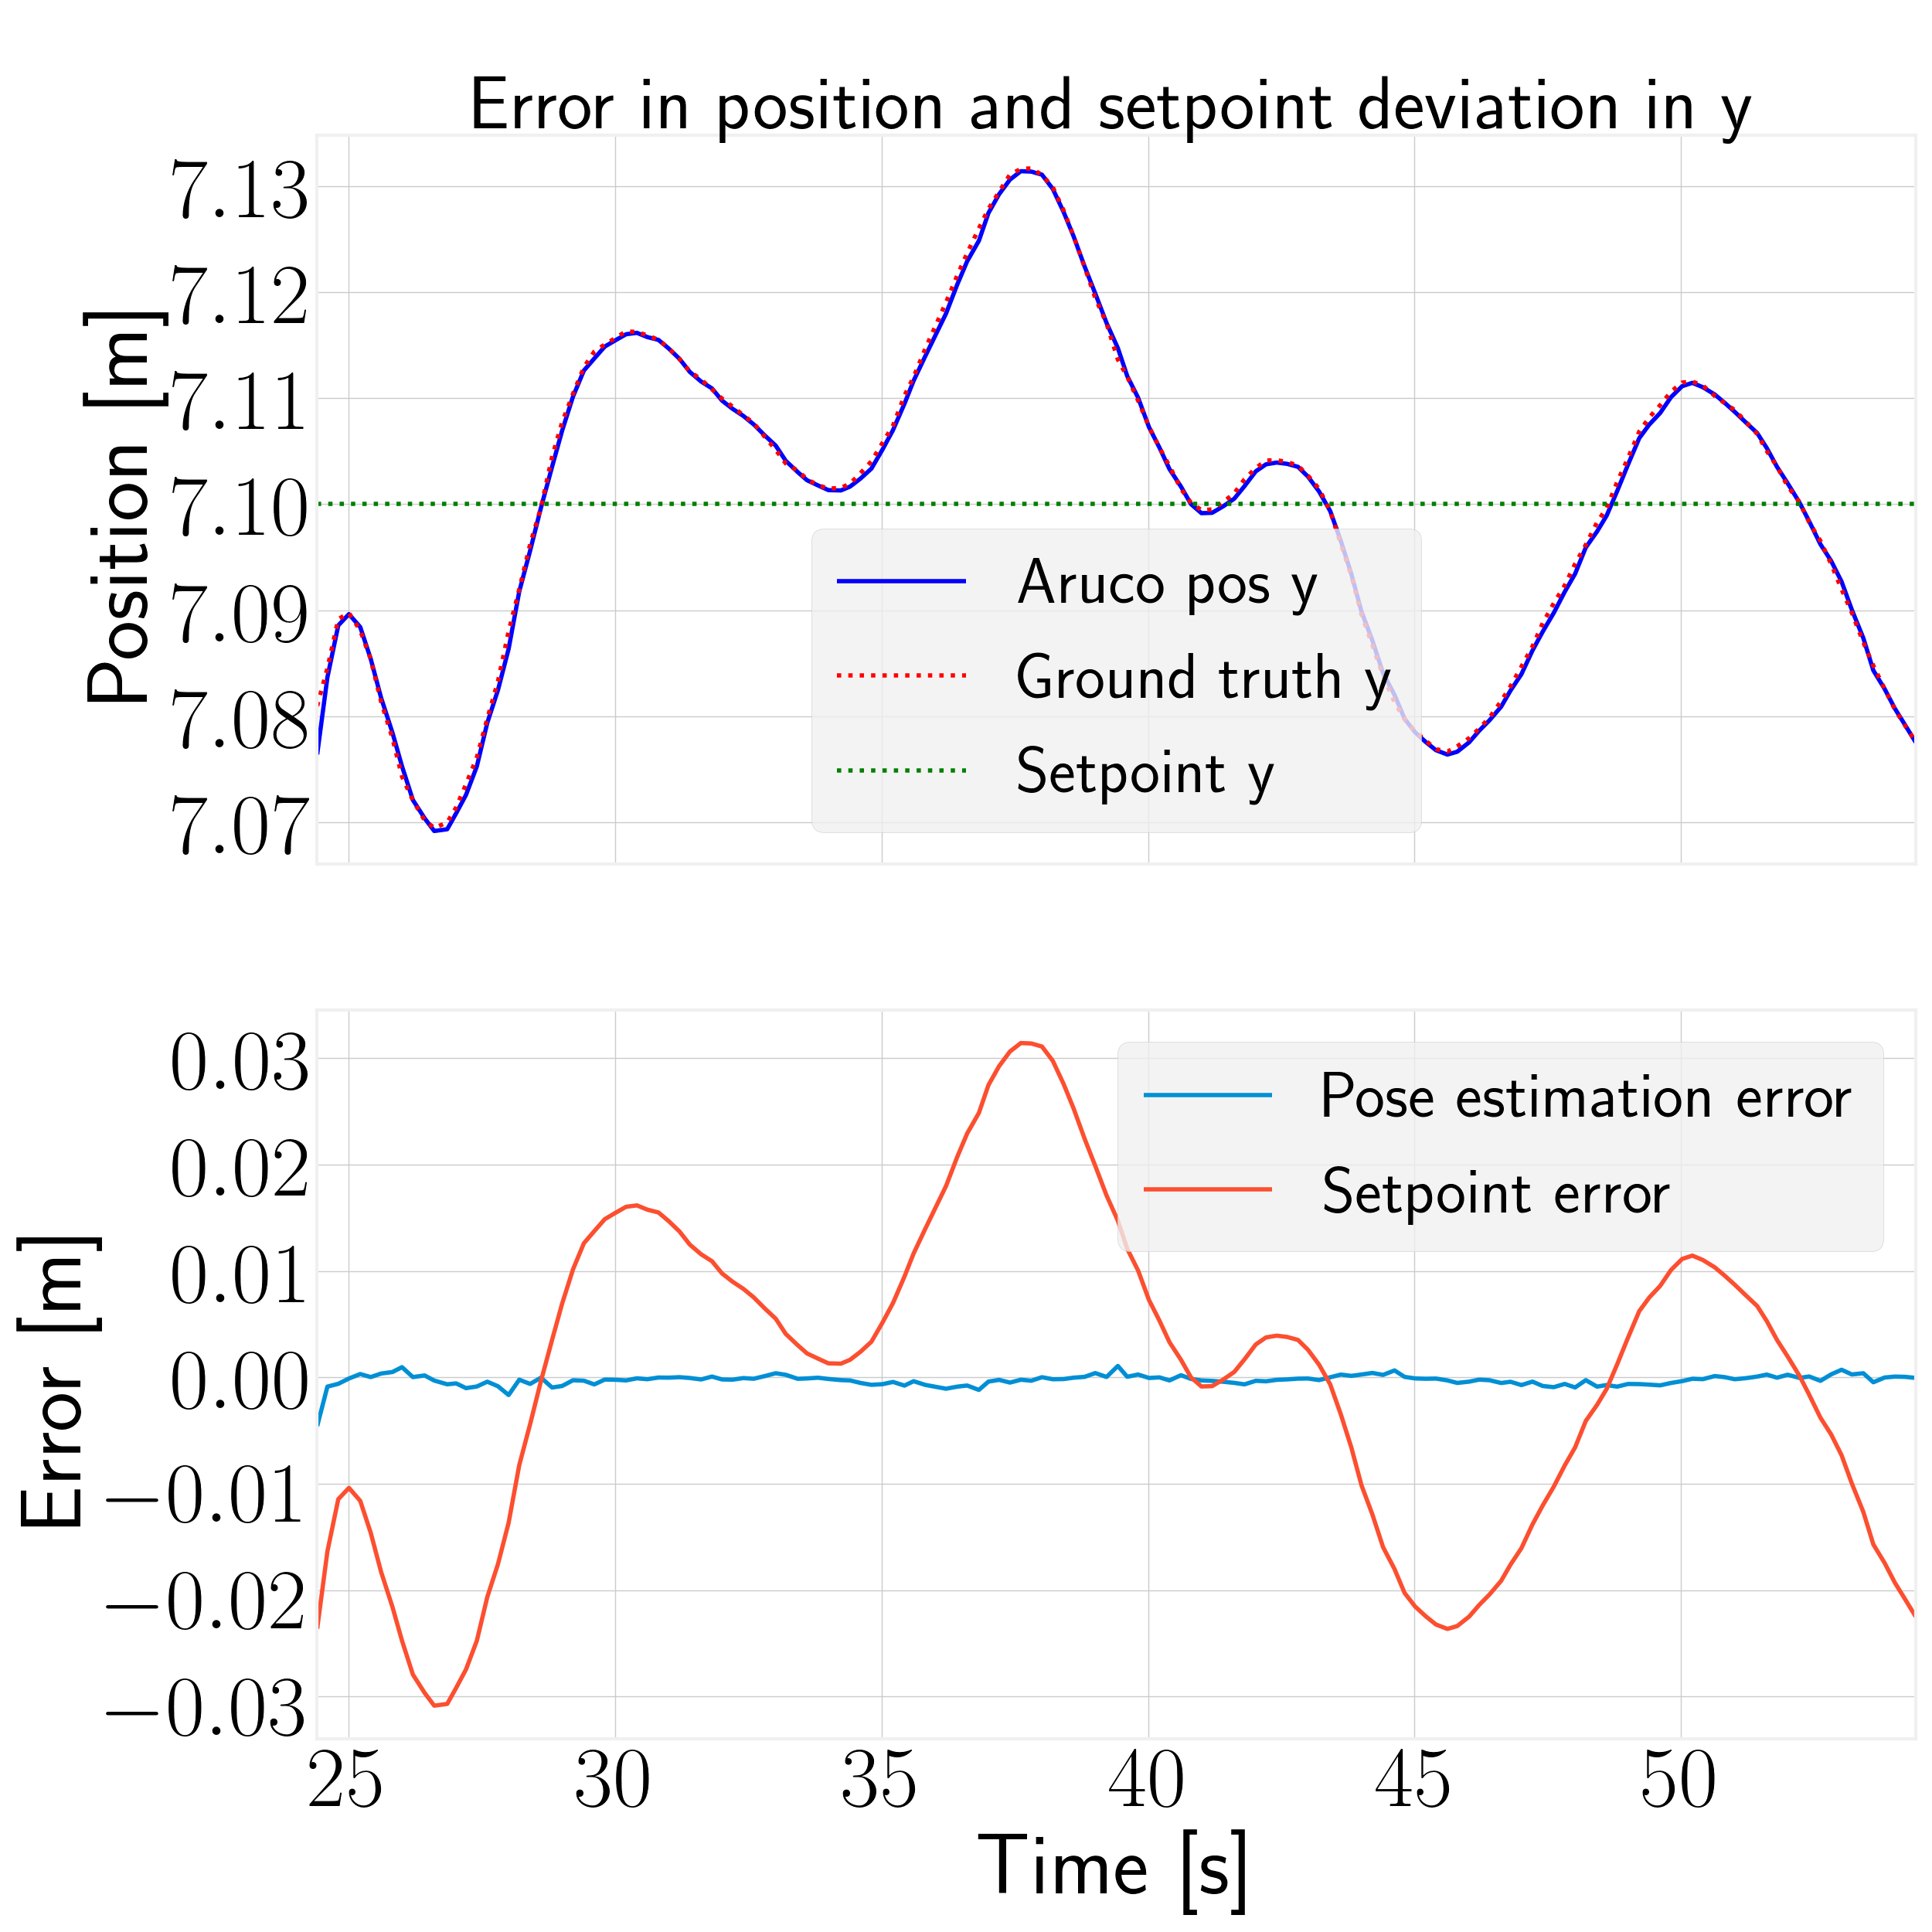 Error in position and setpoint deviation in y
Position [m]
7.13
7.12
7.11
7.10
7.09
7.08
7.07
Aruco pos y
Ground truth y
Setpoint y
Error [m]
0.03
0.02
0.01
0.00
−0.01
−0.02
−0.03
Pose estimation error
Setpoint error
25 30 35 40 45 50
Time [s]